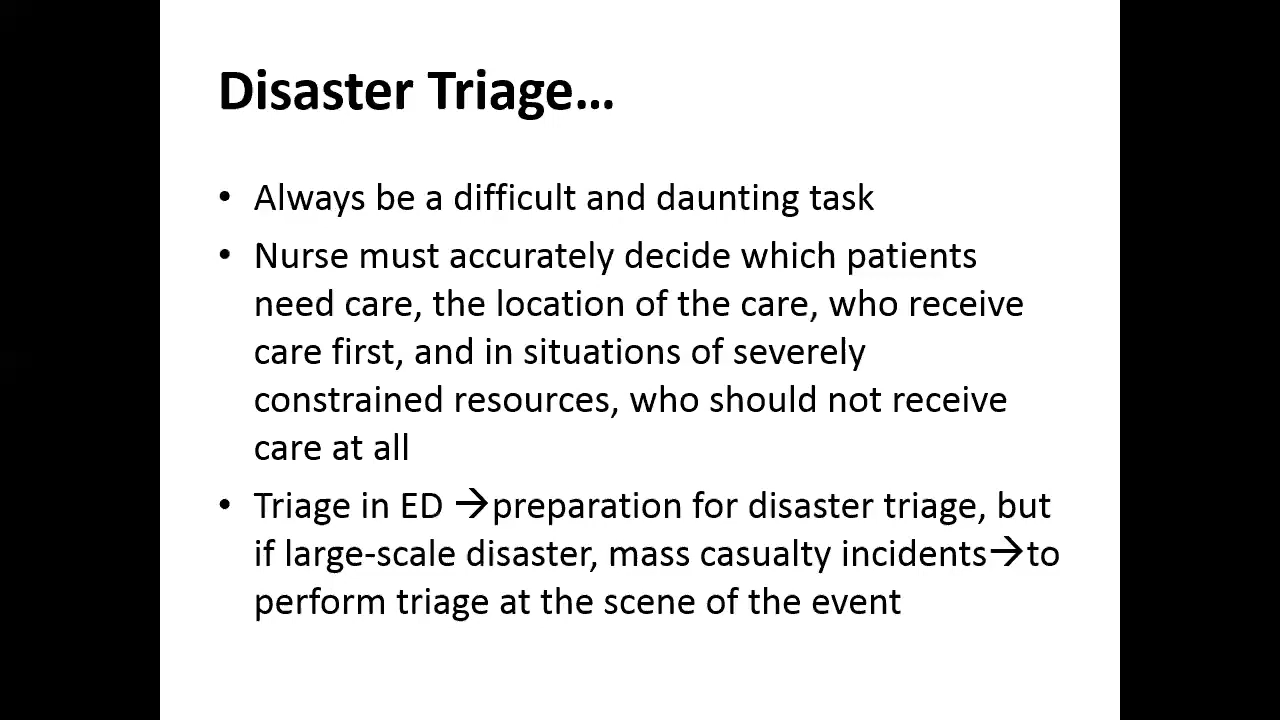 Disaster Triage...
• Always be a difficult and daunting task
• Nurse must accurately decide which patients
need care, the location of the care, who receive
care first, and in situations of severely
constrained resources, who should not receive
care at all
• Triage in ED →preparation for disaster triage, but
if large-scale disaster, mass casualty incidents→to
perform triage at the scene of the event